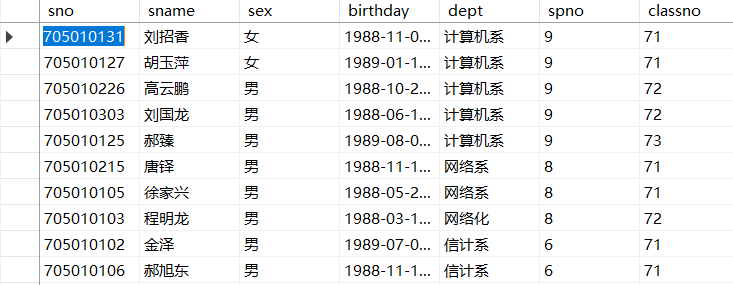 sno sname sex birthday dept spno classno
705010131 刘招香 女 1988-11-0... 计算机系 9 71
705010127 胡玉萍 女 1989-01-1... 计算机系 9 71
705010226 高云鹏 男 1988-10-2... 计算机系 9 72
705010303 刘国龙 男 1988-06-1... 计算机系 9 72
705010125 郝臻 男 1989-08-0... 计算机系 9 73
705010215 唐铎 男 1988-11-1... 网络系 8 71
705010105 徐家兴 男 1988-05-2... 网络系 8 71
705010103 程明龙 男 1988-03-1... 网络化 8 72
705010102 金泽 男 1989-07-0... 信计系 6 71
705010106 郝旭东 男 1988-11-1... 信计系 6 71